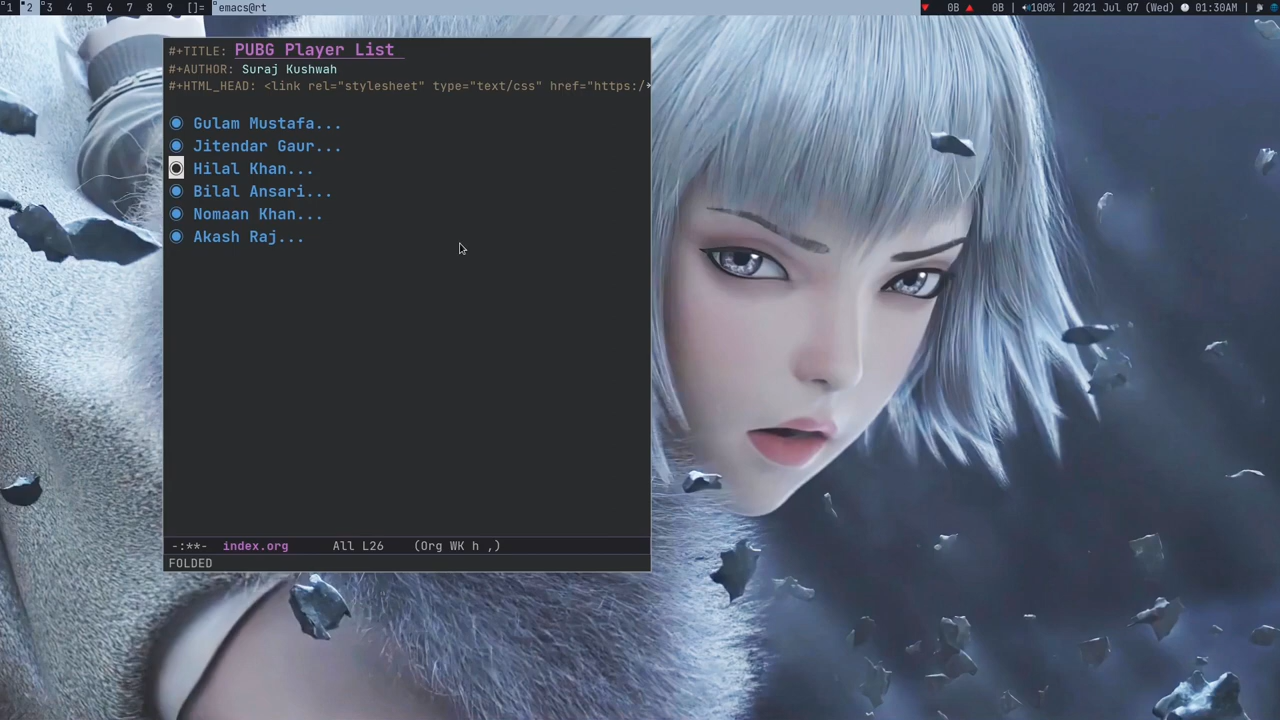 1 2 3 4 5 6 7 8 9 []= emacs@rt 0B 0B | 100% | 2021 Jul 07 (Wed) 01:30AM |
#+TITLE: PUBG Player List
#+AUTHOR: Suraj Kushwah
#+HTML_HEAD: <link rel="stylesheet" type="text/css" href="https:/
Gulam Mustafa...
Jitendar Gaur...
Hilal Khan...
Bilal Ansari...
Nomaan Khan...
Akash Raj...
-:**- index.org All L26 (Org WK h ,)
FOLDED